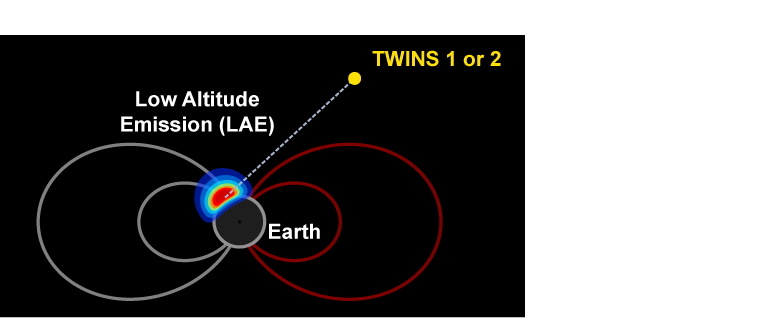 TWINS 1 or 2
Low Altitude
Emission (LAE)
Earth